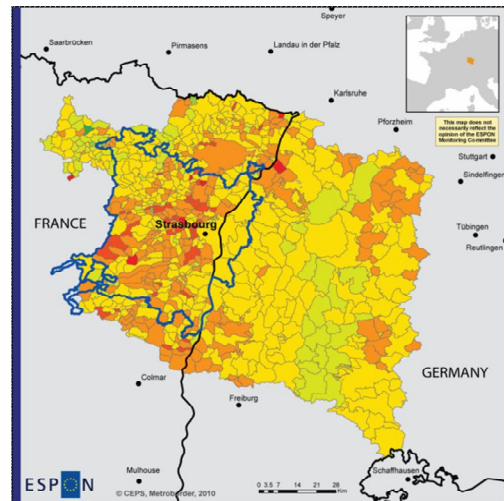 Speyer
Saarbrücken
Pirmasens
Landau in der Pfalz
Karlsruhe
This map does
not necessarily reflect the
opinion of the ESPON
Monitoring Committee
Pforzheim
Stuttgart
Sindelfingen
FRANCE
Strasbourg
Tübingen
Reutlingen
Colmar
GERMANY
Freiburg
Schaffhausen
Mulhouse
ESPON
© CEPS, Metroborder, 2010
0 3.5 7 14 21 28
Km